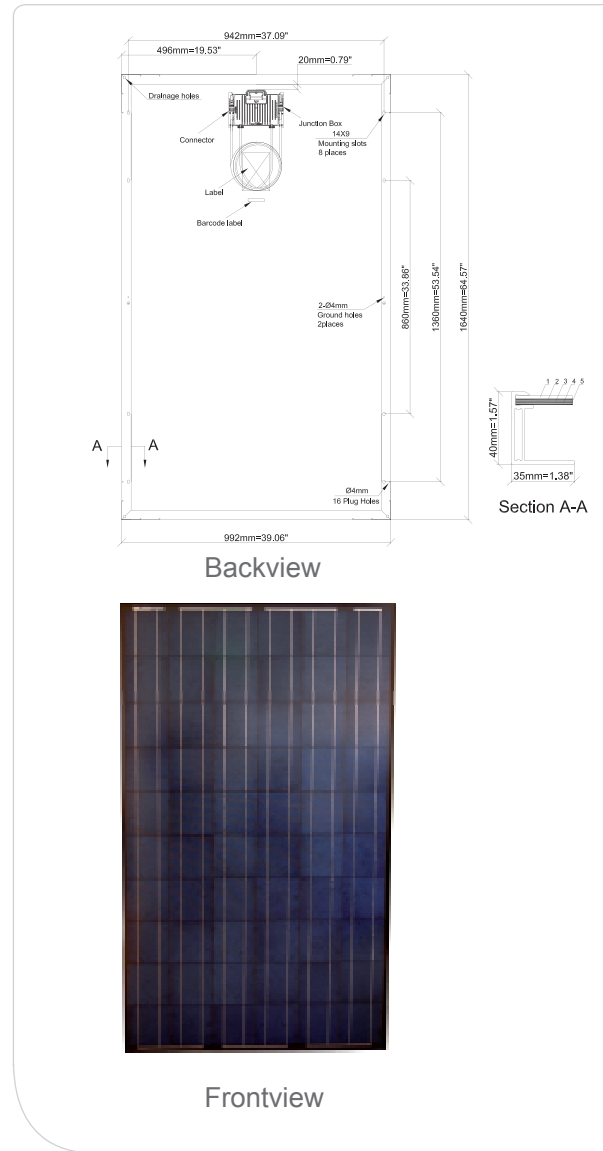 942mm=37.09"
496mm=19.53"
20mm=0.79"
Drainage holes
Connector
Junction Box
14X9
Mounting slots
8 places
Label
Barcode label
860mm=33.86"
1360mm=53.54"
1640mm=64.57"
2-Ø4mm
Ground holes
2places
1 2 3 4 5
40mm=1.57"
35mm=1.38"
Section A-A
A A
Ø4mm
16 Plug Holes
992mm=39.06"
Backview
Frontview